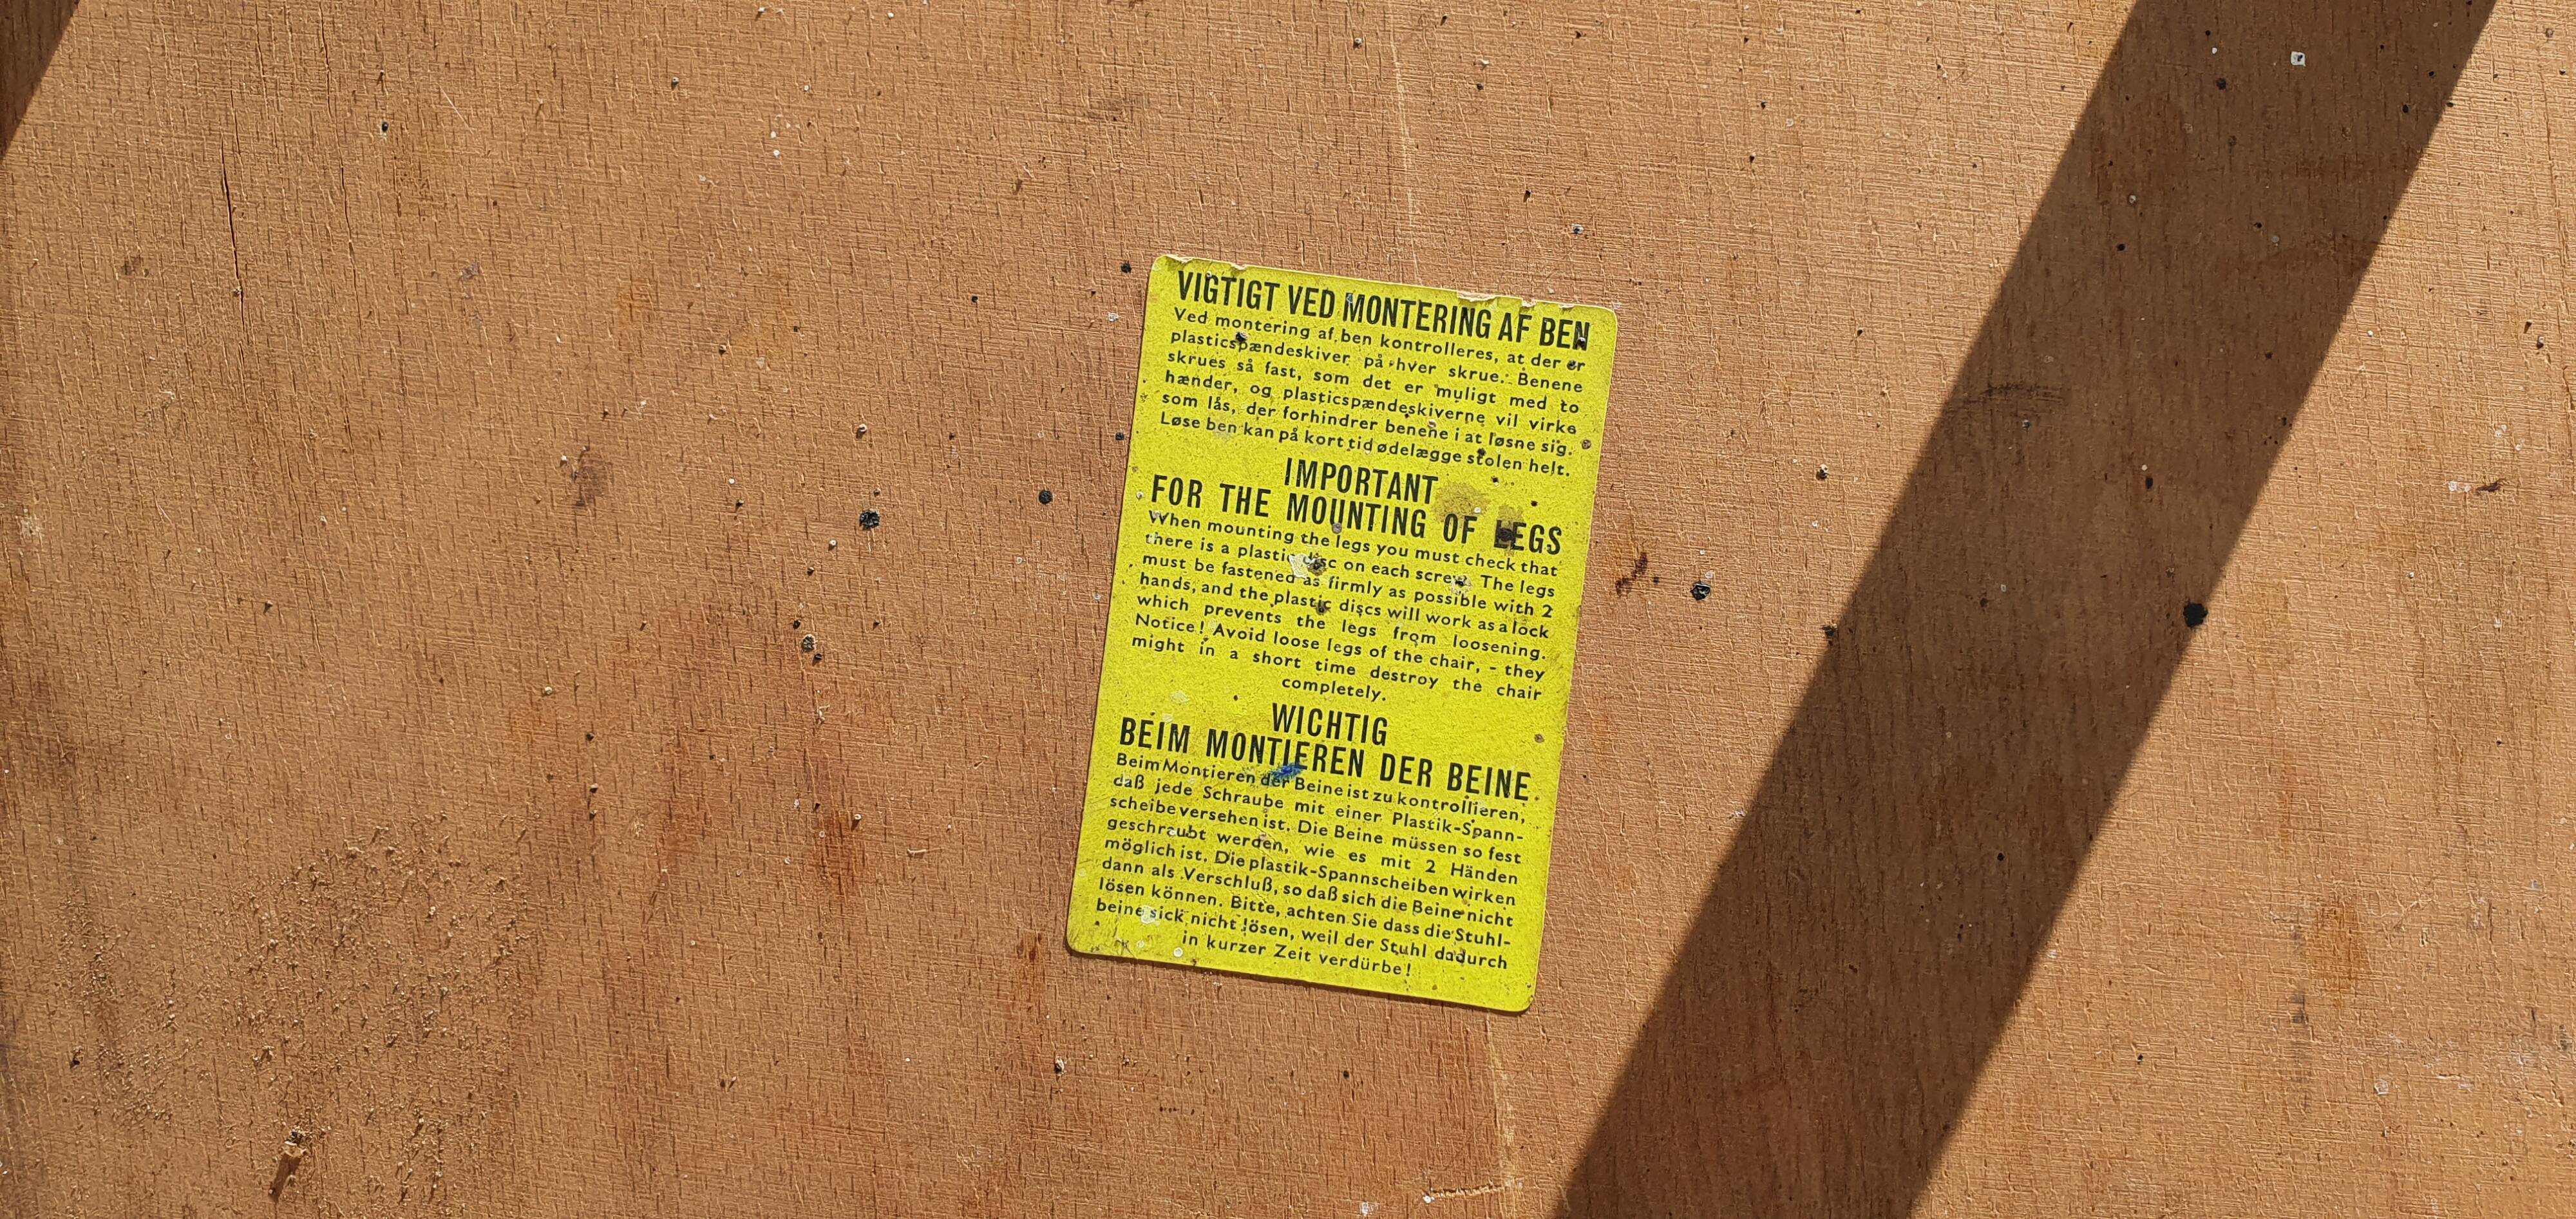 VIGTIGT VED MONTERING AF BEN
Ved montering af ben kontrolleres, at der er
plasticspændeskiver på hver skrue. Benene
skrues så fast, som det er muligt med to
hænder, og plasticspændeskiverne vil virke
som lås, der forhindrer benene i at løsne sig.
Løse ben kan på kort tid ødelægge stolen helt.
IMPORTANT
FOR THE MOUNTING OF LEGS
When mounting the legs you must check that
there is a plastic disc on each screw. The legs
must be fastened as firmly as possible with 2
hands, and the plastic discs will work as a lock
which prevents the legs from loosening.
Notice! Avoid loose legs of the chair, - they
might in a short time destroy the chair
completely.
WICHTIG
BEIM MONTIEREN DER BEINE
Beim Montieren der Beine ist zu kontrollieren,
daß jede Schraube mit einer Plastik-Spann-
scheibe versehen ist. Die Beine müssen so fest
geschraubt werden, wie es mit 2 Händen
möglich ist. Die plastik-Spannscheiben wirken
dann als Verschluß, so daß sich die Beine nicht
lösen können. Bitte, achten Sie dass die Stuhl-
beine sick nicht lösen, weil der Stuhl dadurch
in kurzer Zeit verdürbe!